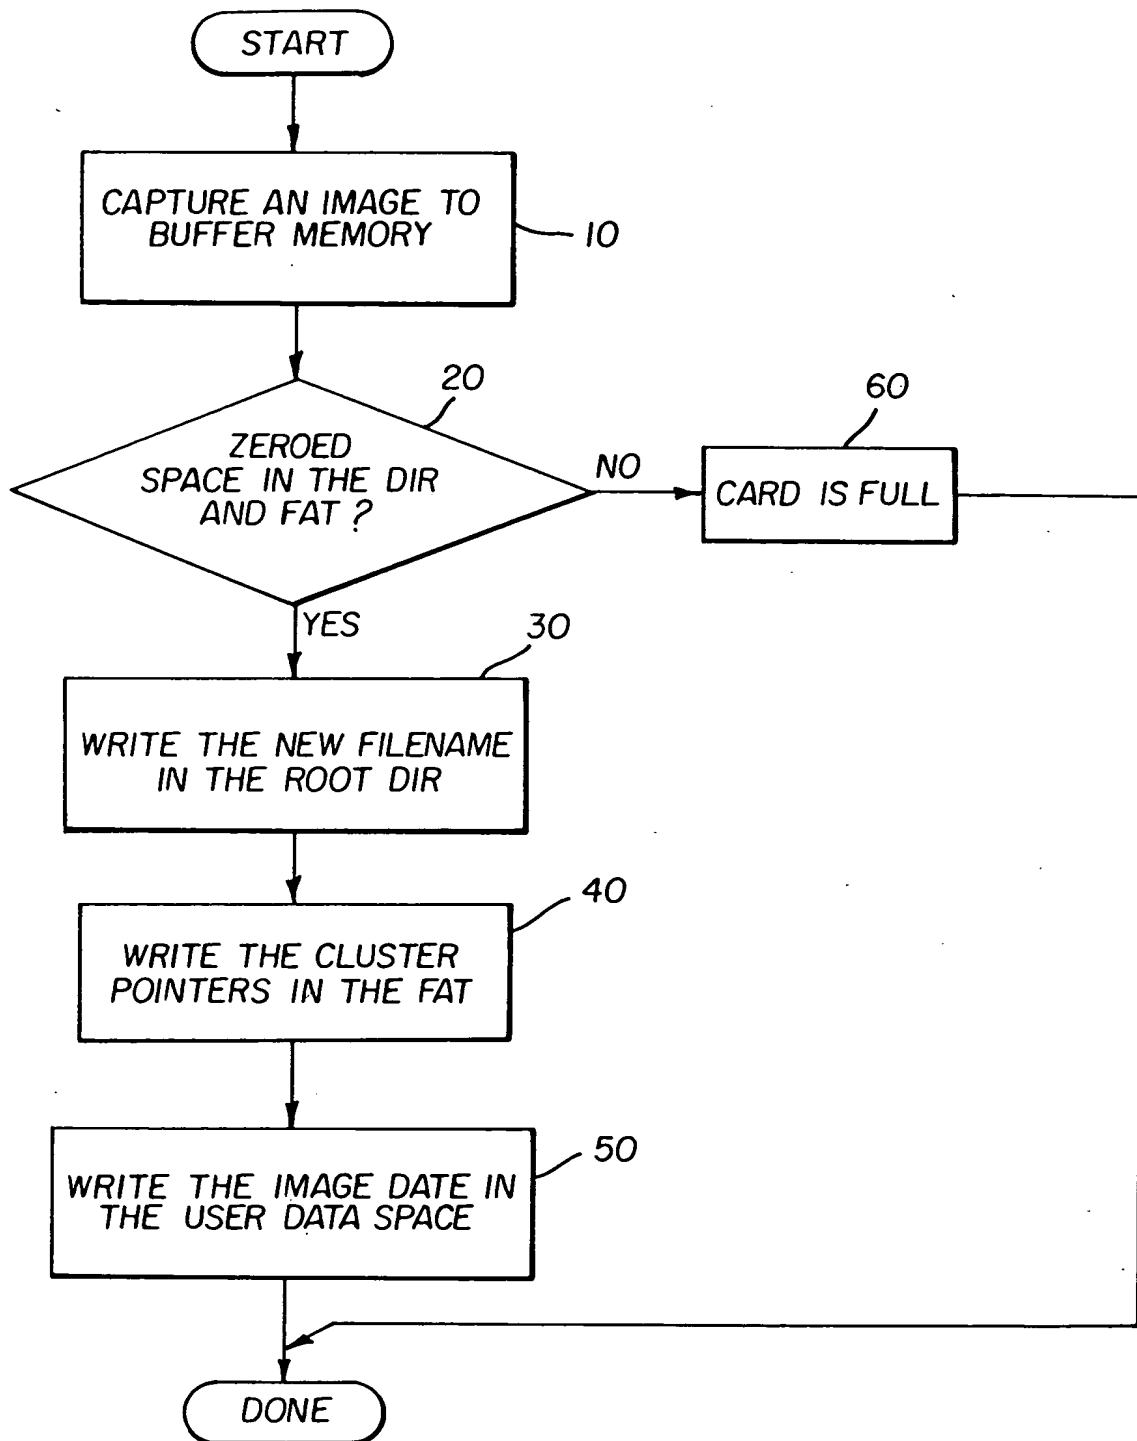 START
CAPTURE AN IMAGE TO
BUFFER MEMORY
10
20
ZEROED
SPACE IN THE DIR
AND FAT?
NO
60
CARD IS FULL
YES
30
WRITE THE NEW FILENAME
IN THE ROOT DIR
40
WRITE THE CLUSTER
POINTERS IN THE FAT
50
WRITE THE IMAGE DATE IN
THE USER DATA SPACE
DONE